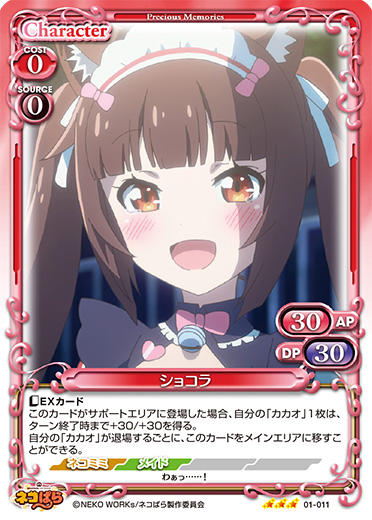 Precious Memories
Character
COST
0
SOURCE
0
30 AP
DP 30
ショコラ
EXカード
このカードがサポートエリアに登場した場合、自分の「カカオ」1枚は、
ターン終了時まで+30/+30を得る。
自分の「カカオ」が退場するごとに、このカードをメインエリアに移すこ
とができる。
ネコミミ メイド
わぁっ……!
ネコぱら
©NEKO WORKs/ネコぱら製作委員会
01-011